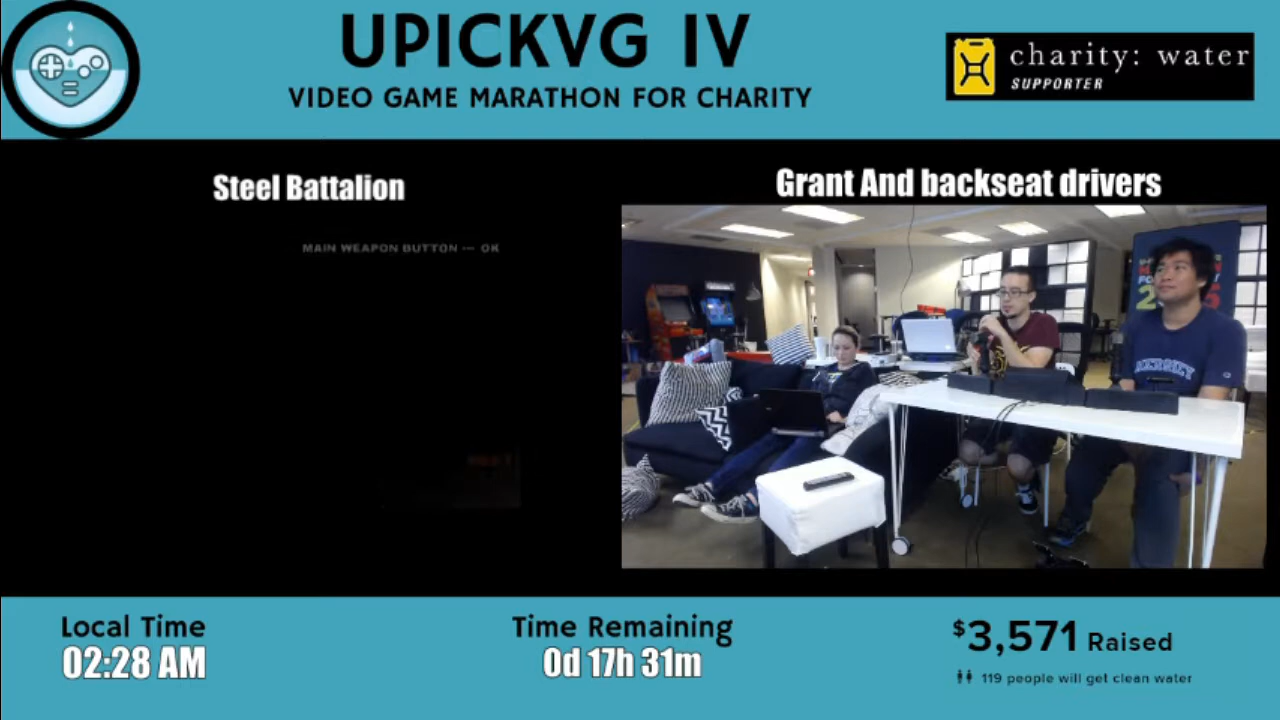 UPICKVG IV
VIDEO GAME MARATHON FOR CHARITY
charity: water
SUPPORTER
Steel Battalion
Grant And backseat drivers
MAIN WEAPON BUTTON --- OK
Local Time
02:28 AM
Time Remaining
0d 17h 31m
$3,571 Raised
119 people will get clean water